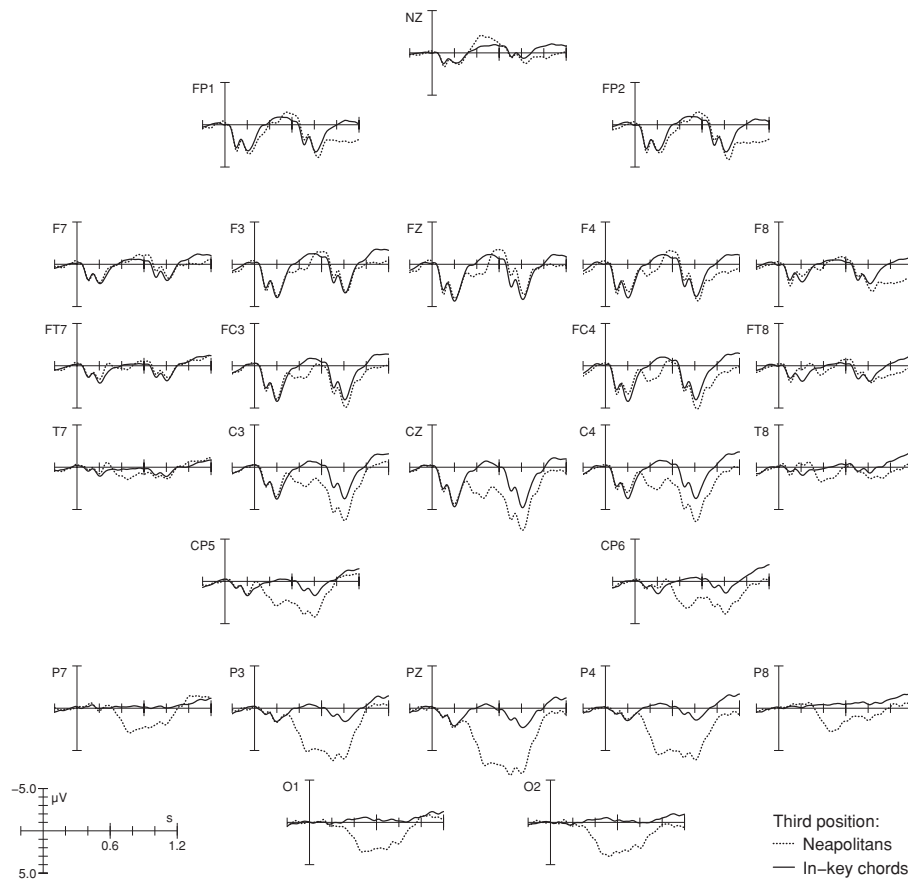 NZ
FP1 FP2
F7 F3 FZ F4 F8
FT7 FC3 FC4 FT8
T7 C3 CZ C4 T8
CP5 CP6
P7 P3 PZ P4 P8
O1 O2
−5.0
µV
s
0.6 1.2
5.0
Third position:
Neapolitans
In−key chords